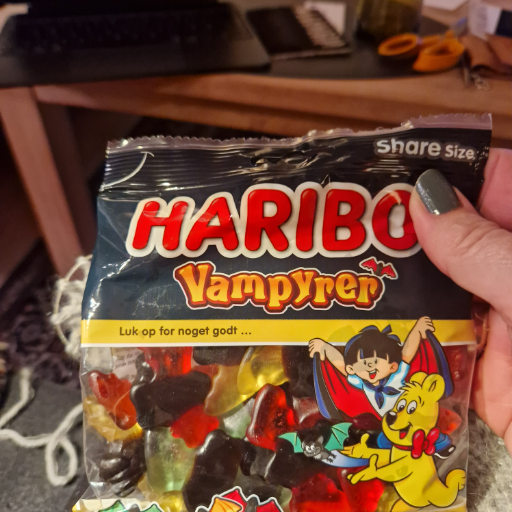 share Size
HARIBO
Vampyrer
Luk op for noget godt ...